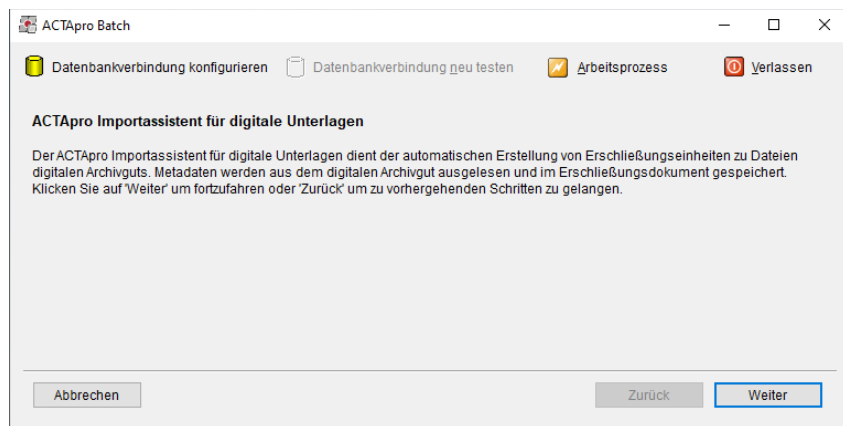 ACTApro Batch
Datenbankverbindung konfigurieren Datenbankverbindung neu testen Arbeitsprozess Verlassen
ACTApro Importassistent für digitale Unterlagen
Der ACTApro Importassistent für digitale Unterlagen dient der automatischen Erstellung von Erschließungseinheiten zu Dateien
digitalen Archivguts. Metadaten werden aus dem digitalen Archivgut ausgelesen und im Erschließungsdokument gespeichert.
Klicken Sie auf 'Weiter' um fortzufahren oder 'Zurück' um zu vorhergehenden Schritten zu gelangen.
Abbrechen Zurück Weiter